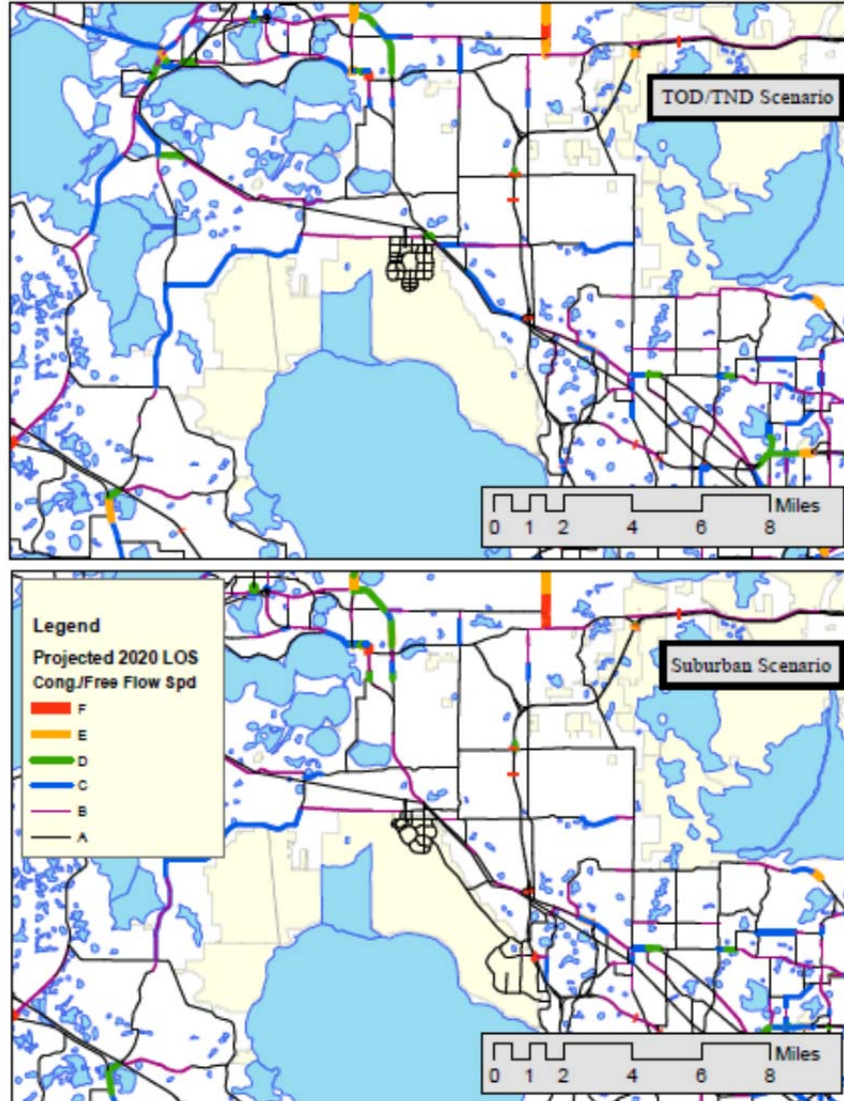 TOD/TND Scenario
Miles
0 1 2 4 6 8
Legend
Projected 2020 LOS
Cong./Free Flow Spd
F
E
D
C
B
A
Suburban Scenario
Miles
0 1 2 4 6 8